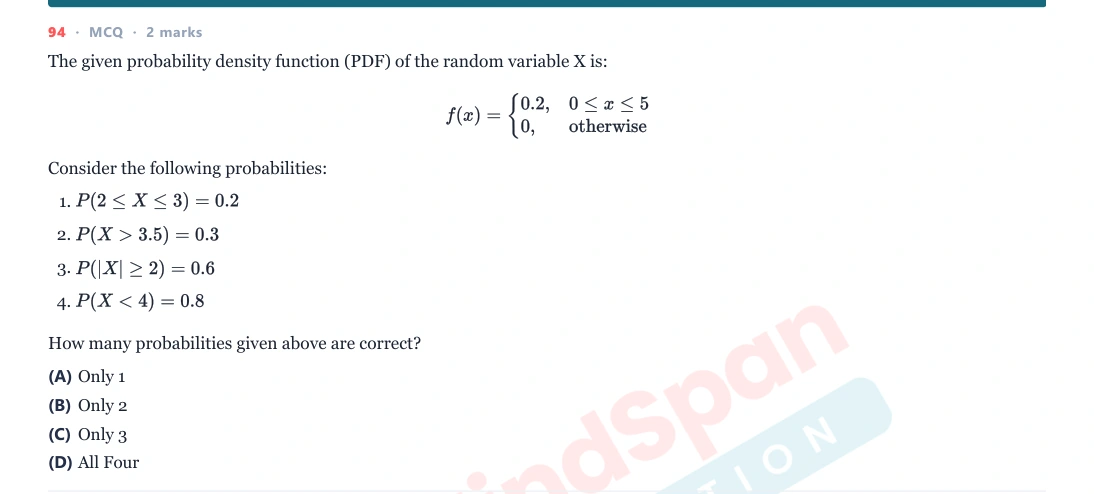 94 · MCQ · 2 marks
The given probability density function (PDF) of the random variable X is:
f(x) = {0.2, 0 ≤ x ≤ 5
0, otherwise
Consider the following probabilities:
1. P(2 ≤ X ≤ 3) = 0.2
2. P(X > 3.5) = 0.3
3. P(|X| ≥ 2) = 0.6
4. P(X < 4) = 0.8
How many probabilities given above are correct?
(A) Only 1
(B) Only 2
(C) Only 3
(D) All Four
indspan
TION